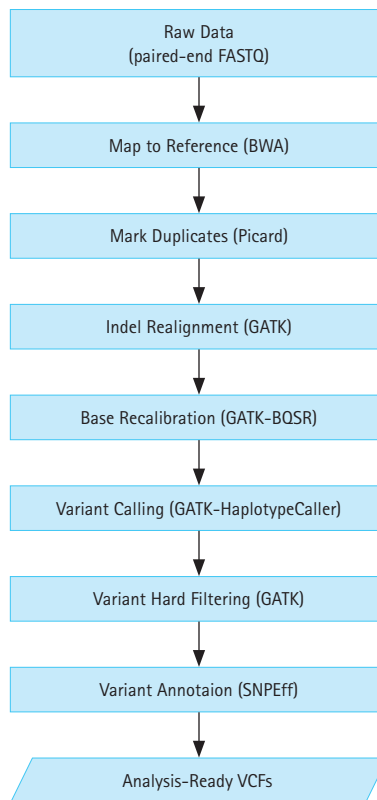 Raw Data
(paired-end FASTQ)
Map to Reference (BWA)
Mark Duplicates (Picard)
Indel Realignment (GATK)
Base Recalibration (GATK-BQSR)
Variant Calling (GATK-HaplotypeCaller)
Variant Hard Filtering (GATK)
Variant Annotaion (SNPEff)
Analysis-Ready VCFs